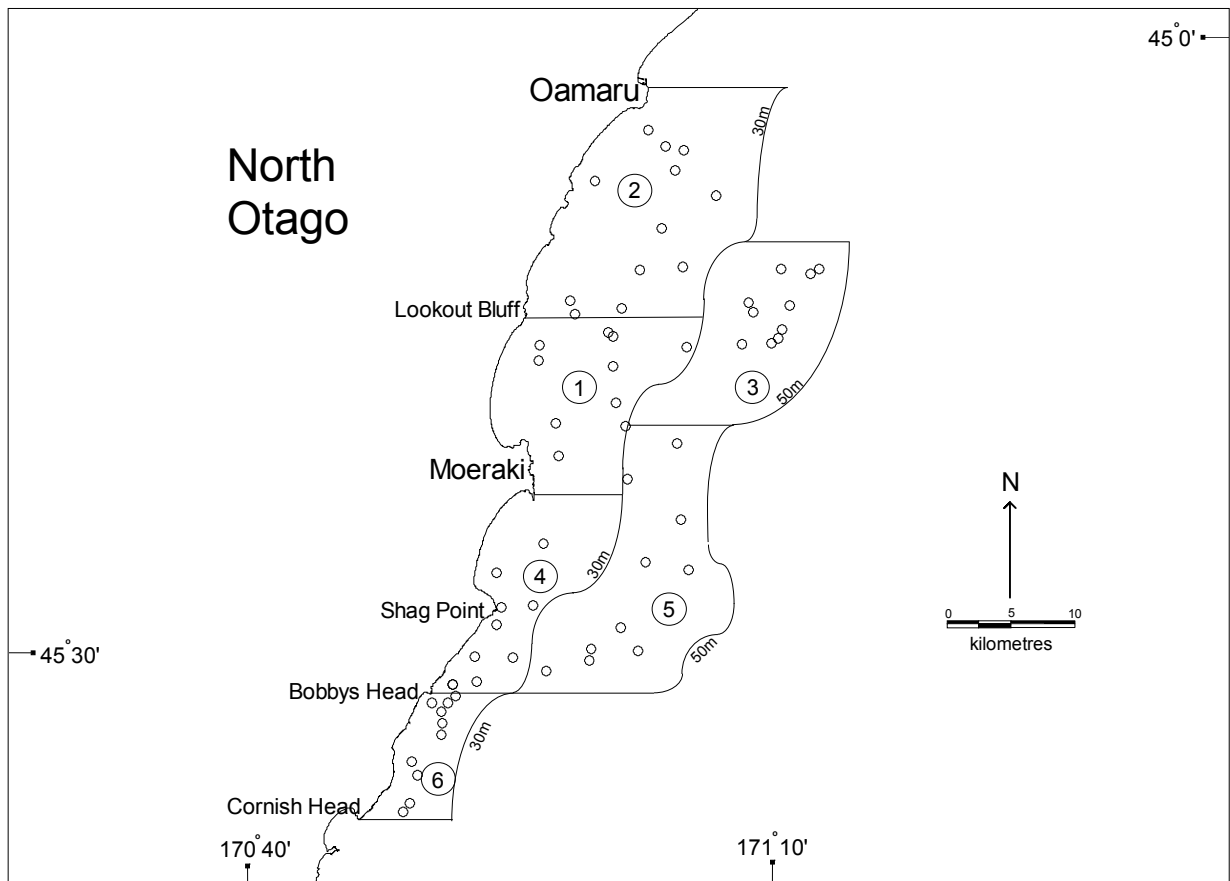 45°0'
Oamaru
30m
North
Otago
2
Lookout Bluff
1
3
50m
Moeraki
N
30m
4
Shag Point
5
0 5 10
kilometres
45°30'
50m
Bobbys Head
30m
6
Cornish Head
170°40'
171°10'